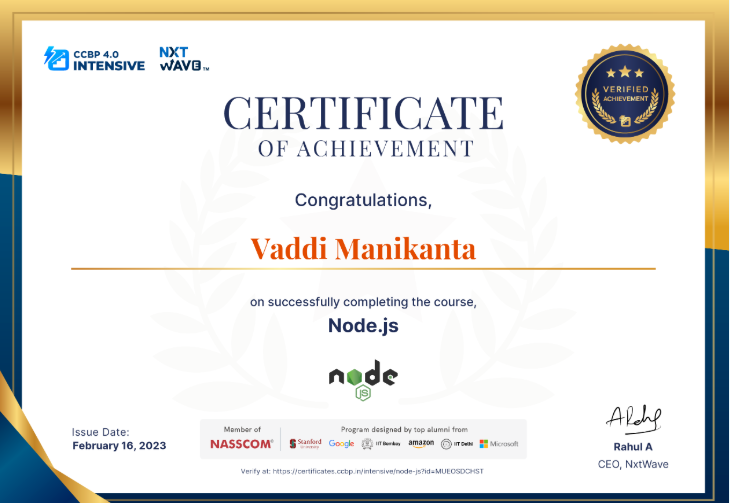 CCBP 4.0
INTENSIVE
NXT
WAVE™
VERIFIED
ACHIEVEMENT
CERTIFICATE
OF ACHIEVEMENT
Congratulations,
Vaddi Manikanta
on successfully completing the course,
Node.js
node
JS
Issue Date:
February 16, 2023
Member of
NASSCOM®
Program designed by top alumni from
Stanford
Google
IIT Bombay
amazon
IIT Delhi
Microsoft
Rahul A
CEO, NxtWave
Verify at: https://certificates.ccbp.in/intensive/node-js?id=MUEOSDCHST